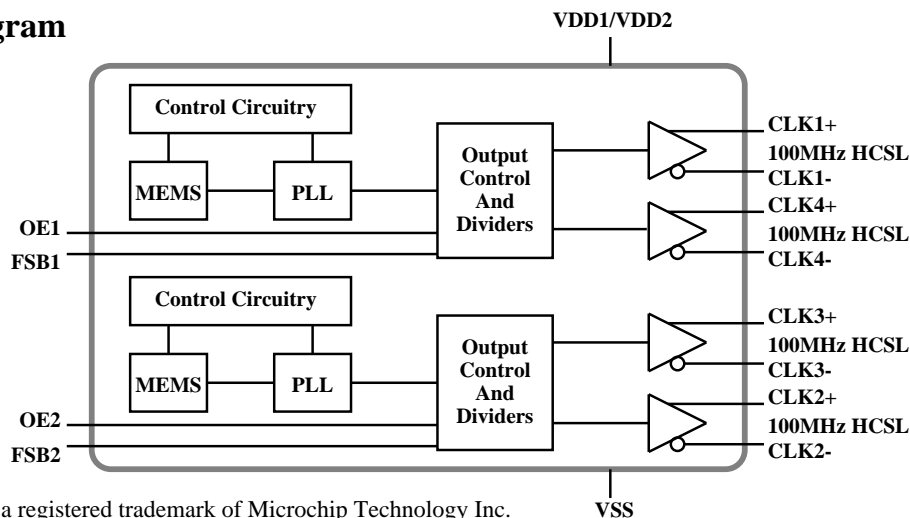 VDD1/VDD2
Control Circuitry
MEMS
PLL
Output
Control
And
Dividers
OE1
FSB1
CLK1+
100MHz HCSL
CLK1-
CLK4+
100MHz HCSL
CLK4-
Control Circuitry
MEMS
PLL
Output
Control
And
Dividers
OE2
FSB2
CLK3+
100MHz HCSL
CLK3-
CLK2+
100MHz HCSL
CLK2-
VSS
a registered trademark of Microchip Technology Inc.